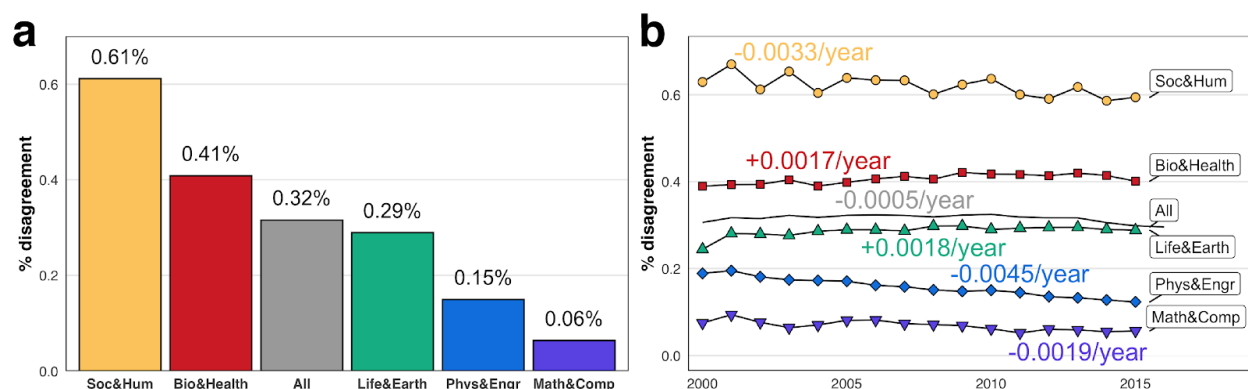 a
0.61%
0.41%
0.32%
0.29%
0.15%
0.06%
% disagreement
0.6
0.4
0.2
0.0
Soc&Hum
Bio&Health
All
Life&Earth
Phys&Engr
Math&Comp
b
-0.0033/year
+0.0017/year
-0.0005/year
+0.0018/year
-0.0045/year
-0.0019/year
% disagreement
0.6
0.4
0.2
0.0
2000
2005
2010
2015
Soc&Hum
Bio&Health
All
Life&Earth
Phys&Engr
Math&Comp